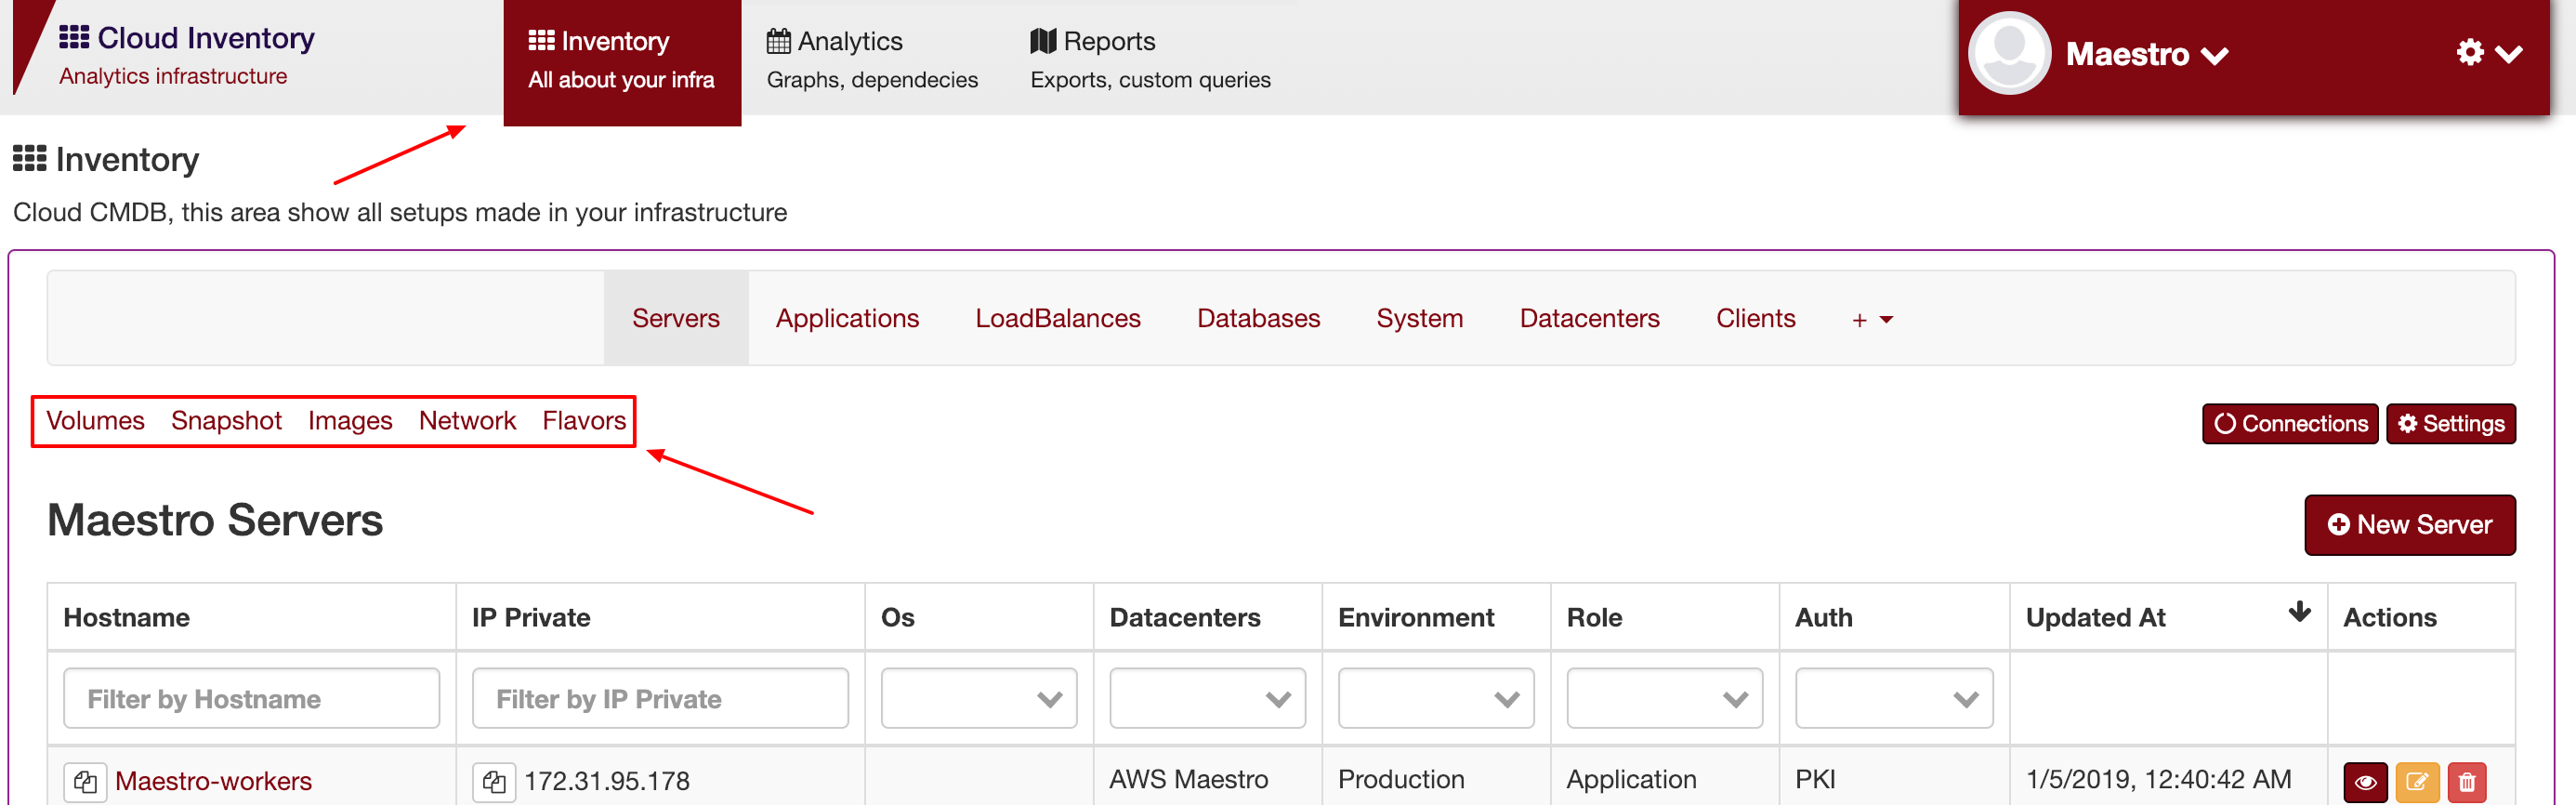 Cloud Inventory
Analytics infrastructure
Inventory
All about your infra
Analytics
Graphs, dependecies
Reports
Exports, custom queries
Maestro
Inventory
Cloud CMDB, this area show all setups made in your infrastructure
Servers Applications LoadBalances Databases System Datacenters Clients +
Volumes Snapshot Images Network Flavors
Connections Settings
Maestro Servers
New Server
Hostname IP Private Os Datacenters Environment Role Auth Updated At Actions
Filter by Hostname Filter by IP Private
Maestro-workers 172.31.95.178 AWS Maestro Production Application PKI 1/5/2019, 12:40:42 AM